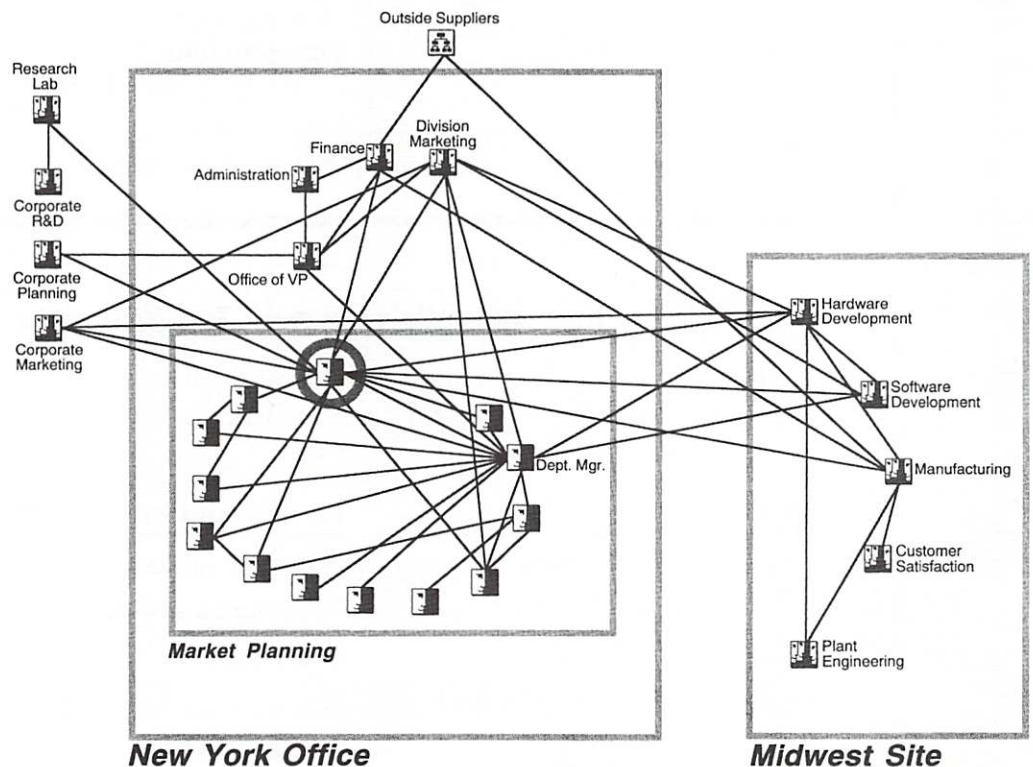 Outside Suppliers
Research
Lab
Division
Marketing
Finance
Administration
Corporate
R&D
Corporate
Planning
Office of VP
Corporate
Marketing
Hardware
Development
Software
Development
Dept. Mgr.
Manufacturing
Customer
Satisfaction
Plant
Engineering
Market Planning
New York Office
Midwest Site